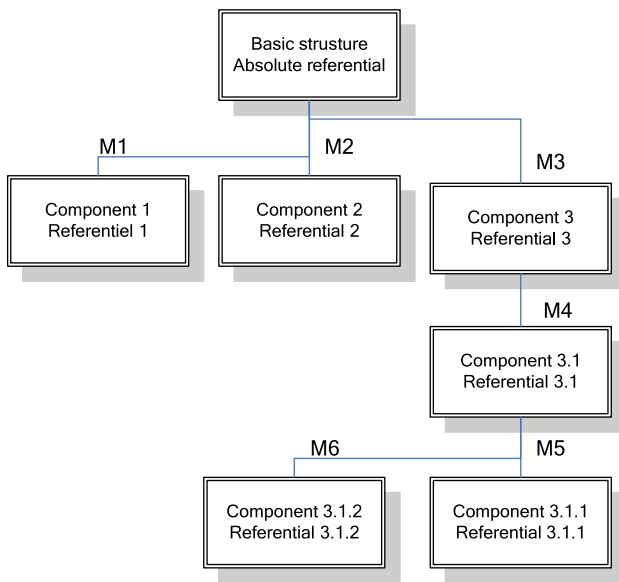 Basic strusture
Absolute referential
M1
M2
M3
Component 1
Referentiel 1
Component 2
Referential 2
Component 3
Referential 3
M4
Component 3.1
Referential 3.1
M6
M5
Component 3.1.2
Referential 3.1.2
Component 3.1.1
Referential 3.1.1